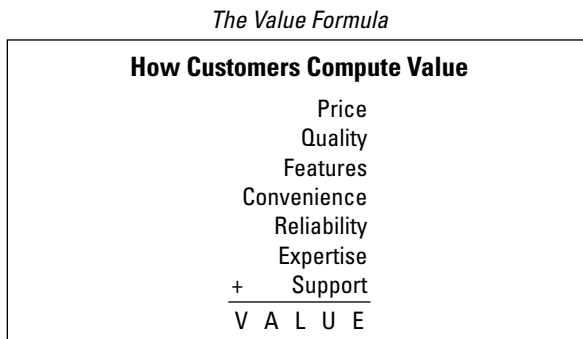 The Value Formula
How Customers Compute Value
Price
Quality
Features
Convenience
Reliability
Expertise
+ Support
V A L U E